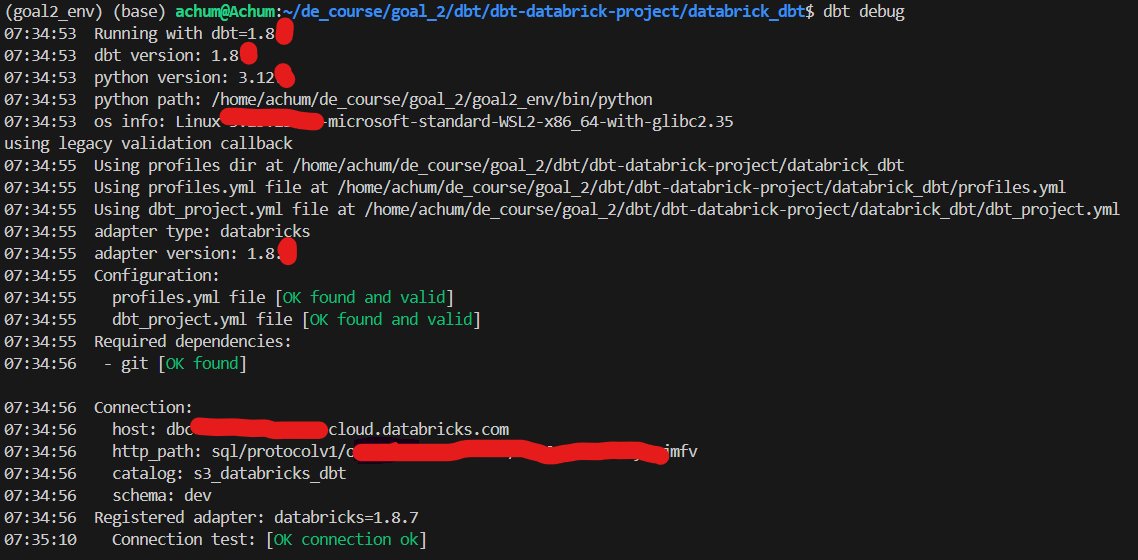 (goal2_env) (base) achum@Achum:~/de_course/goal_2/dbt/dbt-databrick-project/databrick_dbt$ dbt debug
07:34:53  Running with dbt=1.8
07:34:53  dbt version: 1.8
07:34:53  python version: 3.12
07:34:53  python path: /home/achum/de_course/goal_2/goal2_env/bin/python
07:34:53  os info: Linux -microsoft-standard-WSL2-x86_64-with-glibc2.35
using legacy validation callback
07:34:55  Using profiles dir at /home/achum/de_course/goal_2/dbt/dbt-databrick-project/databrick_dbt
07:34:55  Using profiles.yml file at /home/achum/de_course/goal_2/dbt/dbt-databrick-project/databrick_dbt/profiles.yml
07:34:55  Using dbt_project.yml file at /home/achum/de_course/goal_2/dbt/dbt-databrick-project/databrick_dbt/dbt_project.yml
07:34:55  adapter type: databricks
07:34:55  adapter version: 1.8.
07:34:55  Configuration:
07:34:55    profiles.yml file [OK found and valid]
07:34:55    dbt_project.yml file [OK found and valid]
07:34:55  Required dependencies:
07:34:56   - git [OK found]
07:34:56  Connection:
07:34:56    host: dbc cloud.databricks.com
07:34:56    http_path: sql/protocolv1/o imfv
07:34:56    catalog: s3_databricks_dbt
07:34:56    schema: dev
07:34:56  Registered adapter: databricks=1.8.7
07:35:10    Connection test: [OK connection ok]